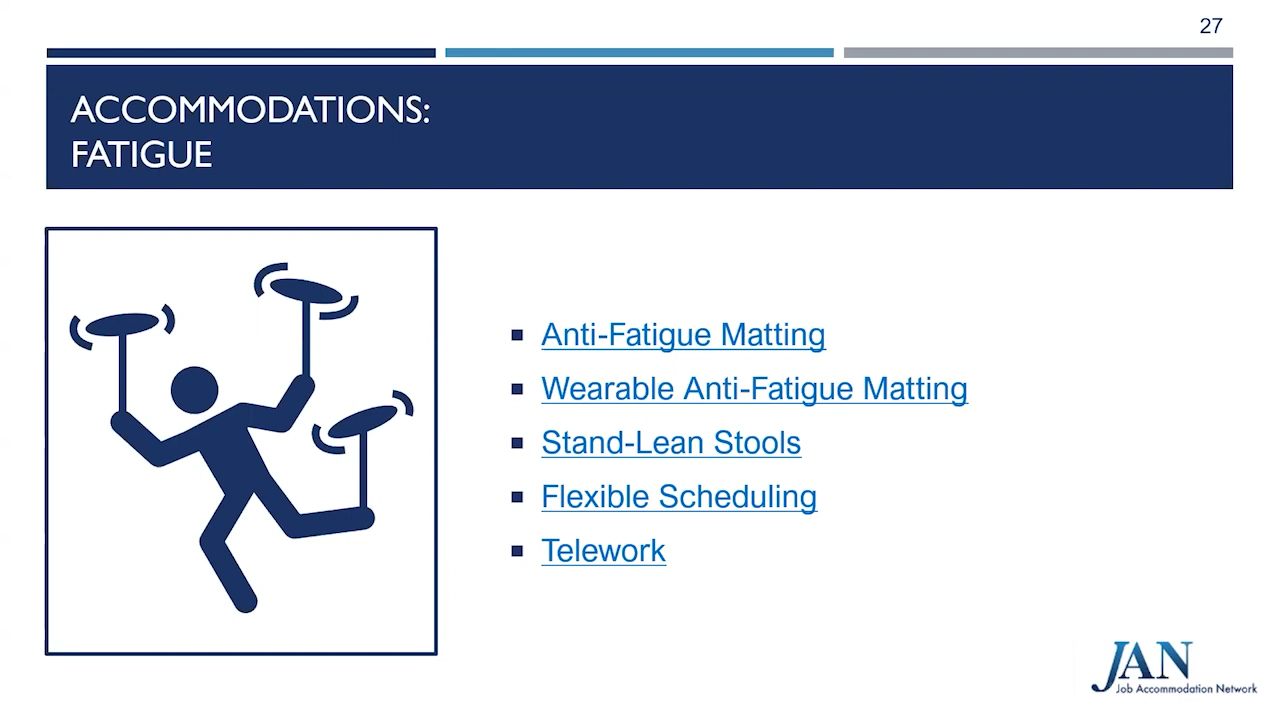 27
ACCOMMODATIONS:
FATIGUE
Anti-Fatigue Matting
Wearable Anti-Fatigue Matting
Stand-Lean Stools
Flexible Scheduling
Telework
JAN
Job Accommodation Network